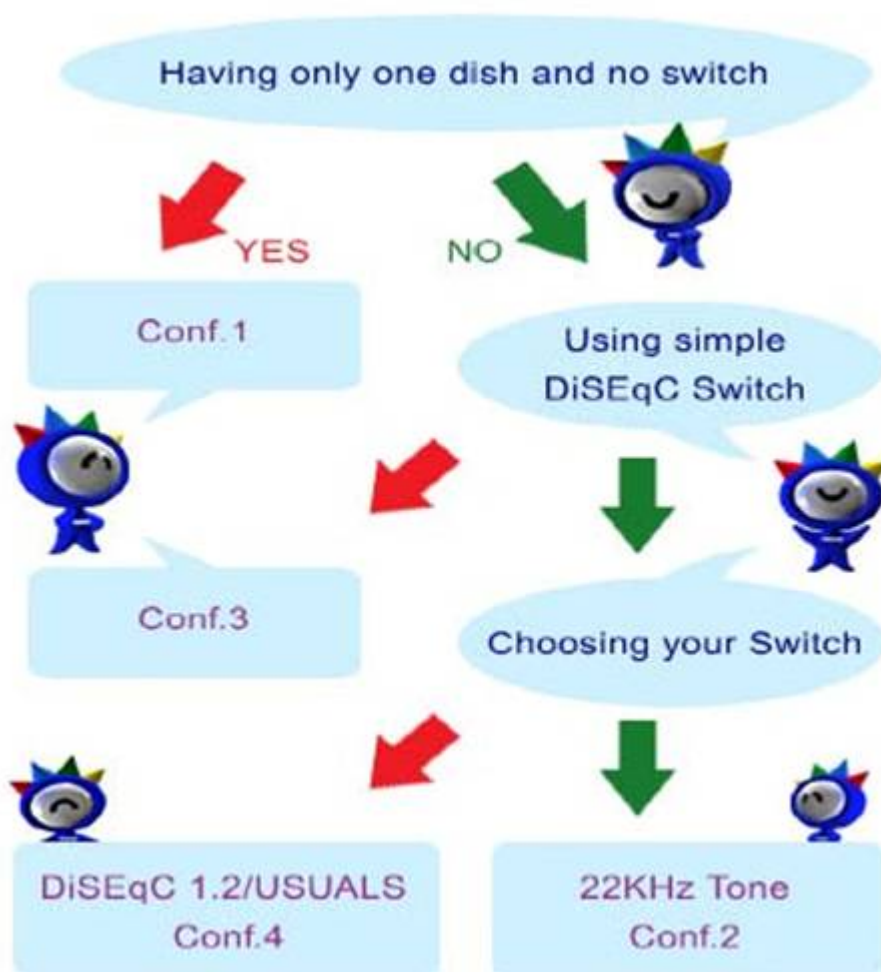 Having only one dish and no switch
YES
NO
Conf.1
Using simple
DiSEqC Switch
Conf.3
Choosing your Switch
DiSEqC 1.2/USUALS
Conf.4
22KHz Tone
Conf.2